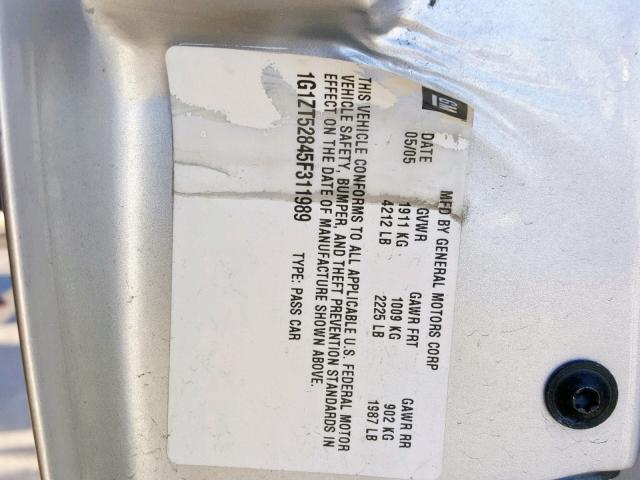 GM
MFD BY GENERAL MOTORS CORP
DATE GVWR GAWR FRT GAWR RR
05/05 1911 KG 1009 KG 902 KG
4212 LB 2225 LB 1987 LB
THIS VEHICLE CONFORMS TO ALL APPLICABLE U.S. FEDERAL MOTOR
VEHICLE SAFETY, BUMPER, AND THEFT PREVENTION STANDARDS IN
EFFECT ON THE DATE OF MANUFACTURE SHOWN ABOVE.
1G1ZT52845F311989 TYPE: PASS CAR